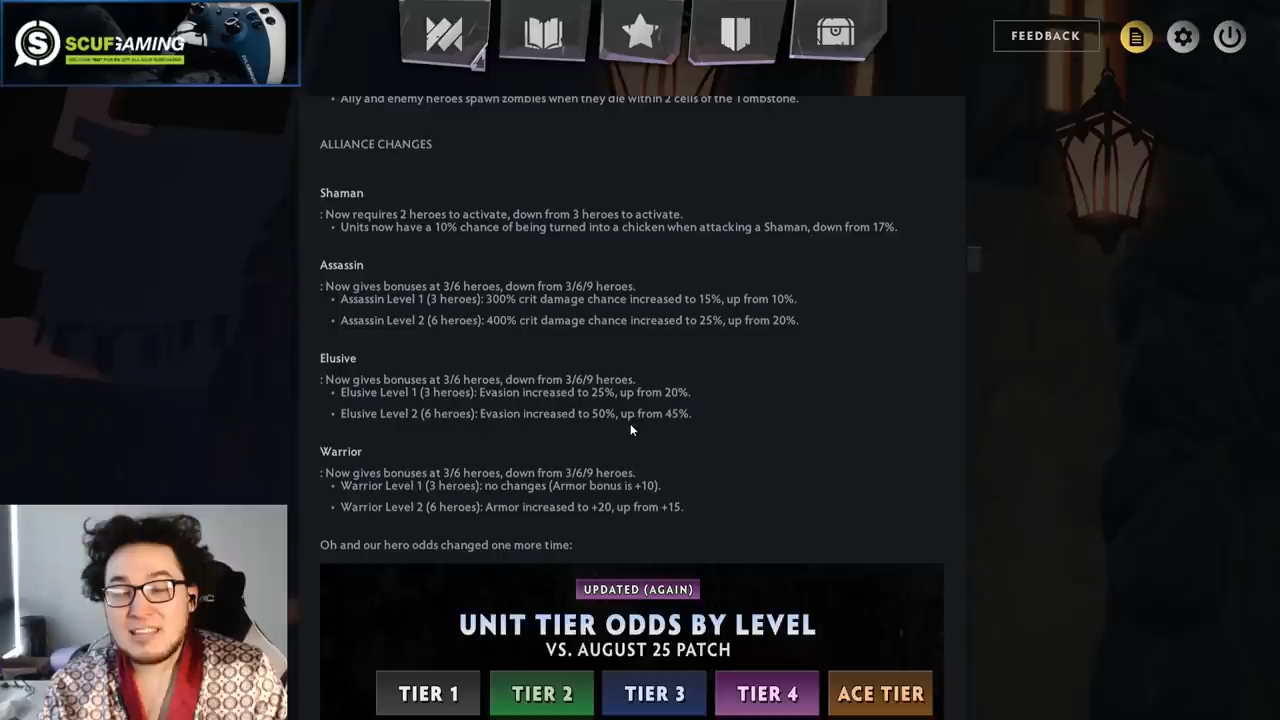 SCUFGAMING
FEEDBACK
• Ally and enemy heroes spawn zombies when they die within 2 cells of the Tombstone.
ALLIANCE CHANGES
Shaman
: Now requires 2 heroes to activate, down from 3 heroes to activate.
• Units now have a 10% chance of being turned into a chicken when attacking a Shaman, down from 17%.
Assassin
: Now gives bonuses at 3/6 heroes, down from 3/6/9 heroes.
• Assassin Level 1 (3 heroes): 300% crit damage chance increased to 15%, up from 10%.
• Assassin Level 2 (6 heroes): 400% crit damage chance increased to 25%, up from 20%.
Elusive
: Now gives bonuses at 3/6 heroes, down from 3/6/9 heroes.
• Elusive Level 1 (3 heroes): Evasion increased to 25%, up from 20%.
• Elusive Level 2 (6 heroes): Evasion increased to 50%, up from 45%.
Warrior
: Now gives bonuses at 3/6 heroes, down from 3/6/9 heroes.
• Warrior Level 1 (3 heroes): no changes (Armor bonus is +10).
• Warrior Level 2 (6 heroes): Armor increased to +20, up from +15.
Oh and our hero odds changed one more time:
UPDATED (AGAIN)
UNIT TIER ODDS BY LEVEL
VS. AUGUST 25 PATCH
TIER 1 TIER 2 TIER 3 TIER 4 ACE TIER